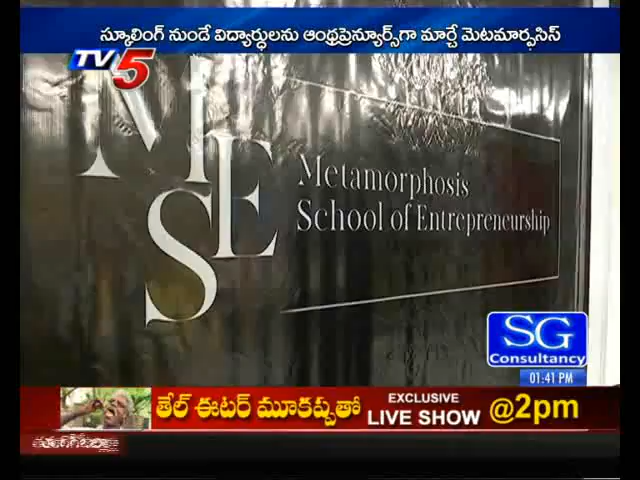 స్కూలింగ్ నుండే విద్యార్ధులను ఆంథ్రప్రెన్యూర్స్‌గా మార్చే మెటమార్ఫసిస్
TV5
MSE
Metamorphosis
School of Entrepreneurship
SG
Consultancy
01:41 PM
తేల్ ఈటర్ మూకప్పతో
EXCLUSIVE
LIVE SHOW
@2pm